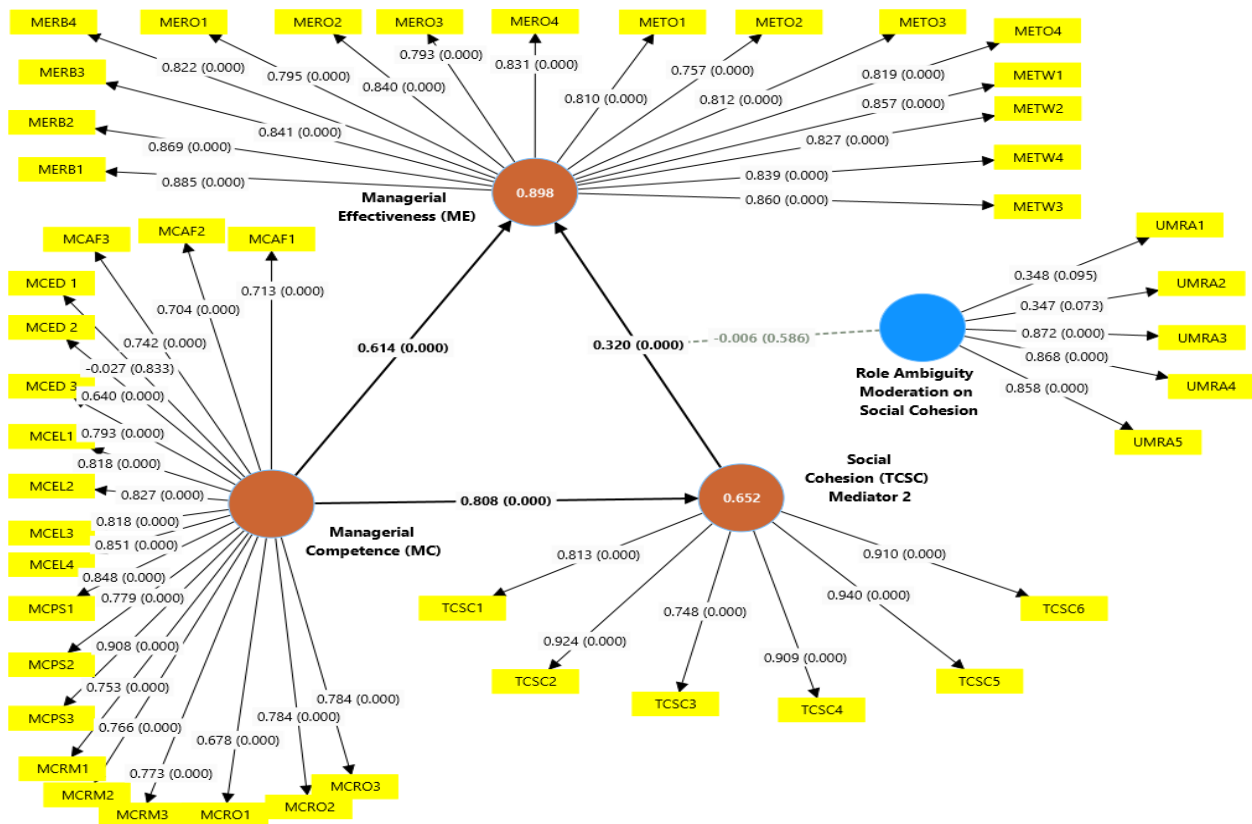 MERB4
MERO1
MERO2
MERO3
MERO4
METO1
METO2
METO3
METO4
MERB3
METW1
MERB2
METW2
MERB1
METW4
METW3
0.822 (0.000)
0.795 (0.000)
0.840 (0.000)
0.793 (0.000)
0.831 (0.000)
0.810 (0.000)
0.757 (0.000)
0.812 (0.000)
0.819 (0.000)
0.841 (0.000)
0.857 (0.000)
0.869 (0.000)
0.827 (0.000)
0.885 (0.000)
0.839 (0.000)
0.860 (0.000)
0.898
Managerial
Effectiveness (ME)
MCAF3
MCAF2
MCAF1
MCED 1
MCED 2
MCED 3
MCEL1
MCEL2
MCEL3
MCEL4
MCPS1
MCPS2
MCPS3
MCRM1
MCRM2
MCRM3
MCRO1
MCRO2
MCRO3
0.713 (0.000)
0.704 (0.000)
0.742 (0.000)
-0.027 (0.833)
0.640 (0.000)
0.793 (0.000)
0.818 (0.000)
0.827 (0.000)
0.818 (0.000)
0.851 (0.000)
0.848 (0.000)
0.779 (0.000)
0.908 (0.000)
0.753 (0.000)
0.766 (0.000)
0.773 (0.000)
0.678 (0.000)
0.784 (0.000)
0.784 (0.000)
Managerial
Competence (MC)
0.614 (0.000)
0.320 (0.000)
-0.006 (0.586)
0.808 (0.000)
UMRA1
UMRA2
UMRA3
UMRA4
UMRA5
0.348 (0.095)
0.347 (0.073)
0.872 (0.000)
0.868 (0.000)
0.858 (0.000)
Role Ambiguity
Moderation on
Social Cohesion
Social
Cohesion (TCSC)
Mediator 2
0.652
0.813 (0.000)
0.924 (0.000)
0.748 (0.000)
0.909 (0.000)
0.940 (0.000)
0.910 (0.000)
TCSC1
TCSC2
TCSC3
TCSC4
TCSC5
TCSC6